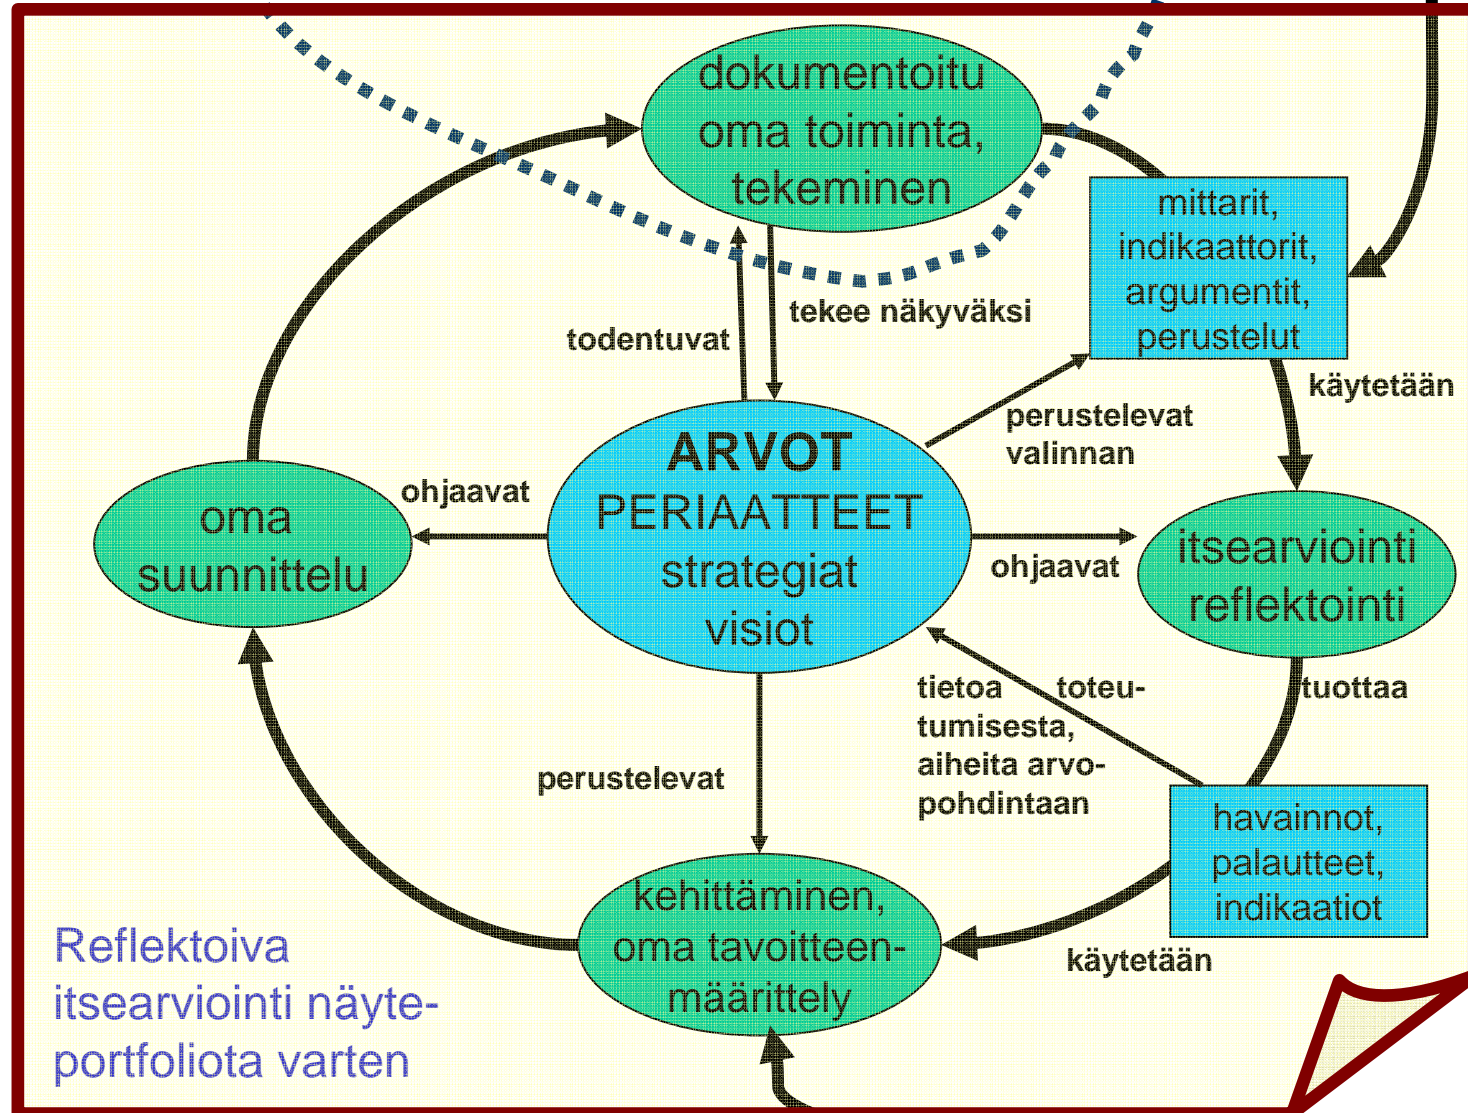 dokumentoitu
oma toiminta,
tekeminen
mittarit,
indikaattorit,
argumentit,
perustelut
tekee näkyväksi
todentuvat
käytetään
perustelevat
valinnan
ARVOT
PERIAATTEET
strategiat
visiot
ohjaavat
oma
suunnittelu
ohjaavat
itsearviointi
reflektointi
tietoa toteu-
tumisesta,
aiheita arvo-
pohdintaan
tuottaa
perustelevat
havainnot,
palautteet,
indikaatiot
kehittäminen,
oma tavoitteen-
määrittely
käytetään
Reflektoiva
itsearviointi näyte-
portfoliota varten